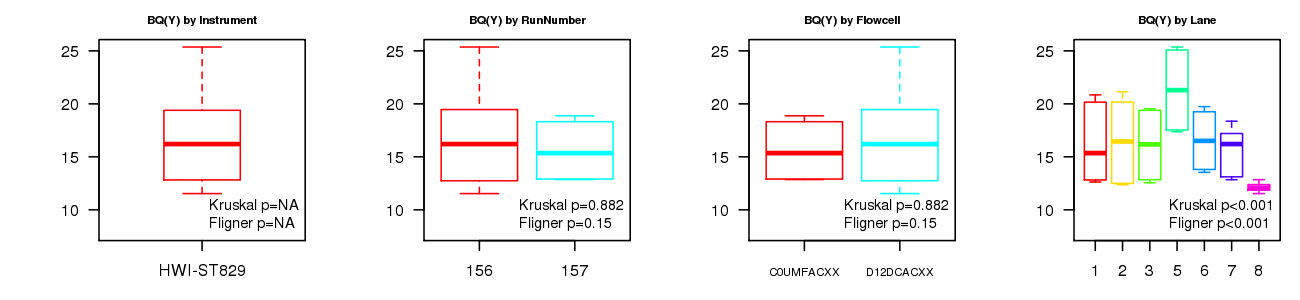 BQ(Y) by Instrument
25
20
15
10
Kruskal p=NA
Fligner p=NA
HWI-ST829
BQ(Y) by RunNumber
25
20
15
10
Kruskal p=0.882
Fligner p=0.15
156 157
BQ(Y) by Flowcell
25
20
15
10
Kruskal p=0.882
Fligner p=0.15
C0UMFACXX D12DCACXX
BQ(Y) by Lane
25
20
15
10
Kruskal p<0.001
Fligner p<0.001
1 2 3 5 6 7 8